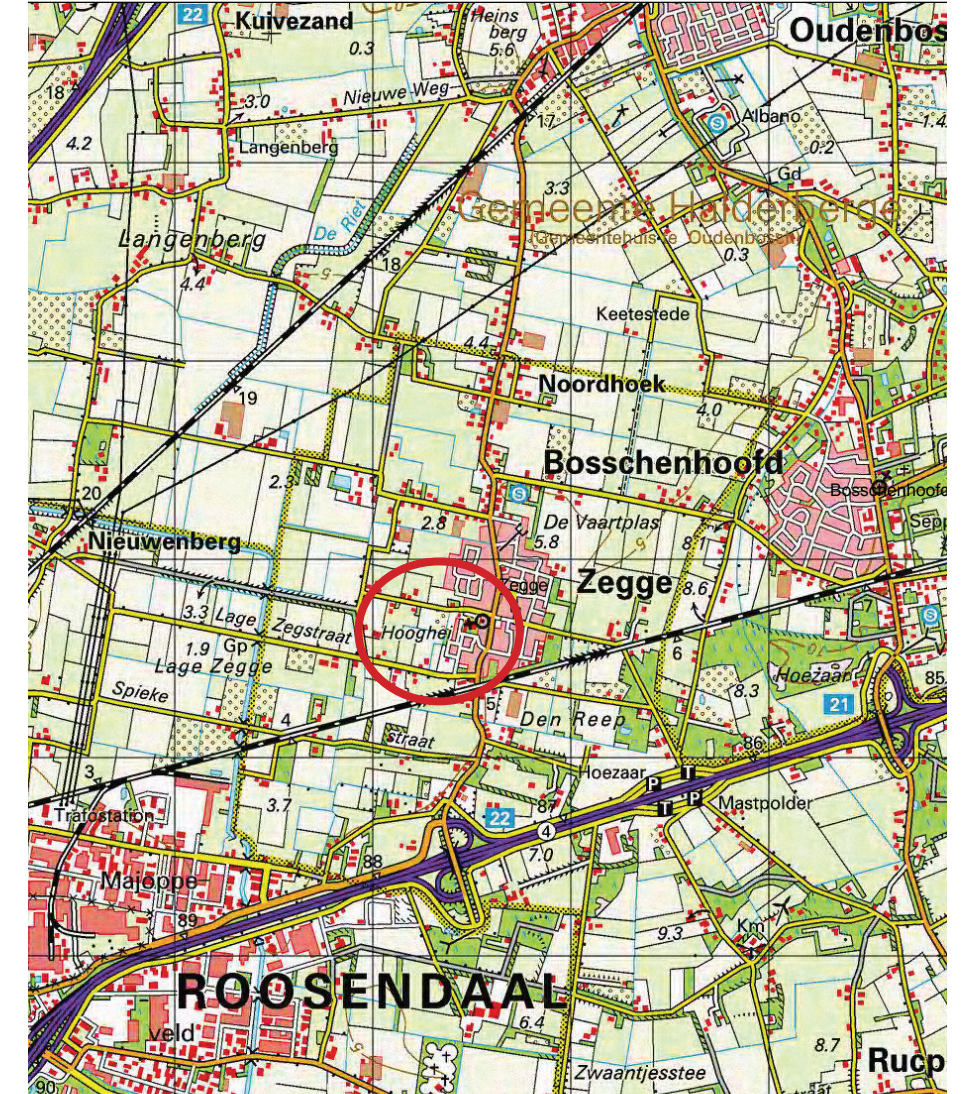 22
Kuivezand
Heins
berg
5.6
Oudenbos
0.3
18
3.0
Nieuwe Weg
17
S
Albano
1.4
4.2
Langenberg
0.2
Gd
3.3
De Riet
Gemeente Halderberge
Langenberg
0.3
5
18
4.4
Keetestede
4.4
Noordhoek
19
4.0
Bosschenhoofd
2.3
S
Bosschenhoofd
20
2.8
De Vaartplas
5.8
Sepp
Nieuwenberg
8.1
Zegge
Zegge
8.6
3.3
Lage
Zegstraat
Hooghe
S
1.9
Gp
Lage Zegge
6
Hoezaar
85
Spieke
8.3
21
5
4
Den Reep
straat
86
3
Hoezaar
T
P
3.7
P
T
Mastpolder
Trafostation
22
87
4
88
7.0
Majoppe
89
9.3
Km
ROOSENDAAL
6.4
veld
8.7
Rucp
Zwaantjesstee
90
straat